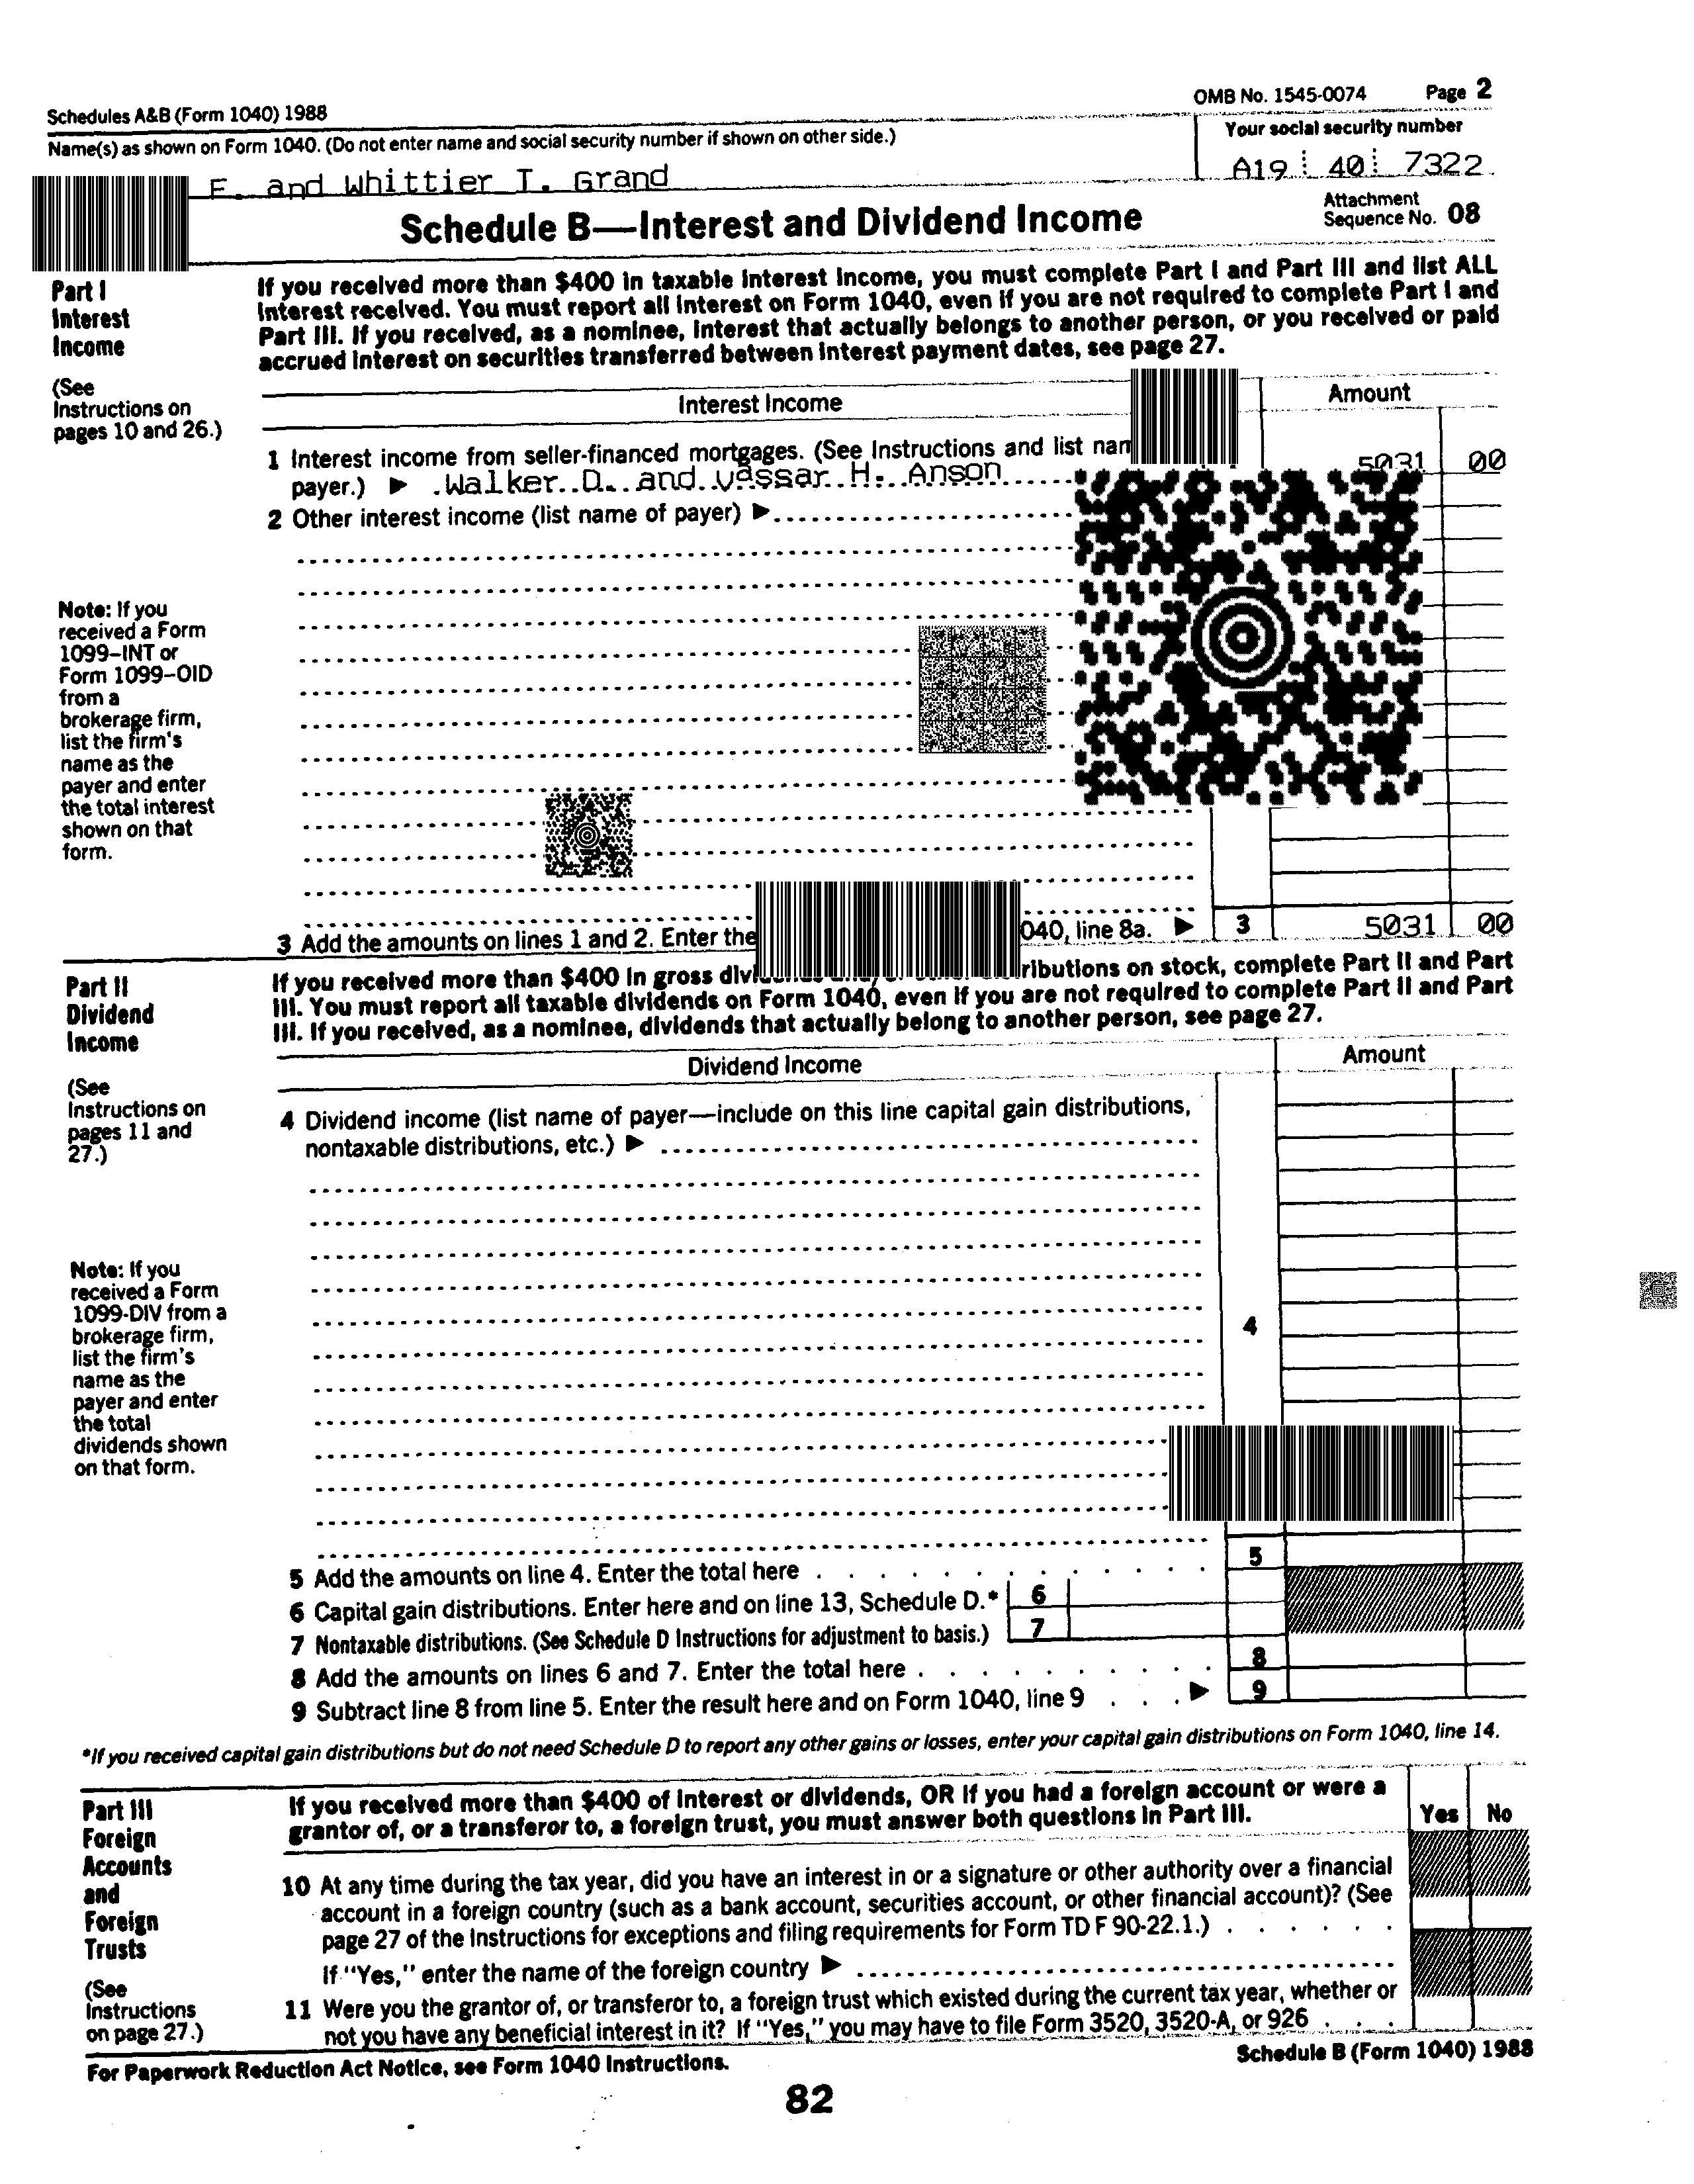 Schedules A&B (Form 1040) 1988
OMB No. 1545-0074 Page 2
Name(s) as shown on Form 1040. (Do not enter name and social security number if shown on other side.)
Your social security number
F. and Whittier T. Grand
A19 40 7322
Schedule B—Interest and Dividend Income
Attachment
Sequence No. 08
Part I
Interest
Income
If you received more than $400 in taxable interest income, you must complete Part I and Part III and list ALL
interest received. You must report all interest on Form 1040, even if you are not required to complete Part I and
Part III. If you received, as a nominee, interest that actually belongs to another person, or you received or paid
accrued interest on securities transferred between interest payment dates, see page 27.
(See
Instructions on
pages 10 and 26.)
Interest Income
Amount
1 Interest income from seller-financed mortgages. (See Instructions and list
5031 00
payer.) ▶ Walker D. and Vassar H. Anson
2 Other interest income (list name of payer) ▶
Note: If you
received a Form
1099–INT or
Form 1099–OID
from a
brokerage firm,
list the firm's
name as the
payer and enter
the total interest
shown on that
form.
3 Add the amounts on lines 1 and 2. Enter the 040, line 8a. ▶ 3 5031 00
Part II
Dividend
Income
If you received more than $400 in gross ributions on stock, complete Part II and Part
III. You must report all taxable dividends on Form 1040, even if you are not required to complete Part II and Part
III. If you received, as a nominee, dividends that actually belong to another person, see page 27.
(See
Instructions on
pages 11 and
27.)
Dividend Income
Amount
4 Dividend income (list name of payer—include on this line capital gain distributions,
nontaxable distributions, etc.) ▶
Note: If you
received a Form
1099-DIV from a
brokerage firm,
list the firm's
name as the
payer and enter
the total
dividends shown
on that form.
4
5 Add the amounts on line 4. Enter the total here 5
6 Capital gain distributions. Enter here and on line 13, Schedule D.* 6
7 Nontaxable distributions. (See Schedule D Instructions for adjustment to basis.) 7
8 Add the amounts on lines 6 and 7. Enter the total here 8
9 Subtract line 8 from line 5. Enter the result here and on Form 1040, line 9 ▶ 9
*If you received capital gain distributions but do not need Schedule D to report any other gains or losses, enter your capital gain distributions on Form 1040, line 14.
Part III
Foreign
Accounts
and
Foreign
Trusts
(See
Instructions
on page 27.)
If you received more than $400 of interest or dividends, OR if you had a foreign account or were a
grantor of, or a transferor to, a foreign trust, you must answer both questions in Part III.
Yes No
10 At any time during the tax year, did you have an interest in or a signature or other authority over a financial
account in a foreign country (such as a bank account, securities account, or other financial account)? (See
page 27 of the Instructions for exceptions and filing requirements for Form TD F 90-22.1.)
If "Yes," enter the name of the foreign country ▶
11 Were you the grantor of, or transferor to, a foreign trust which existed during the current tax year, whether or
not you have any beneficial interest in it? If "Yes," you may have to file Form 3520, 3520-A, or 926
For Paperwork Reduction Act Notice, see Form 1040 Instructions.
Schedule B (Form 1040) 1988
82